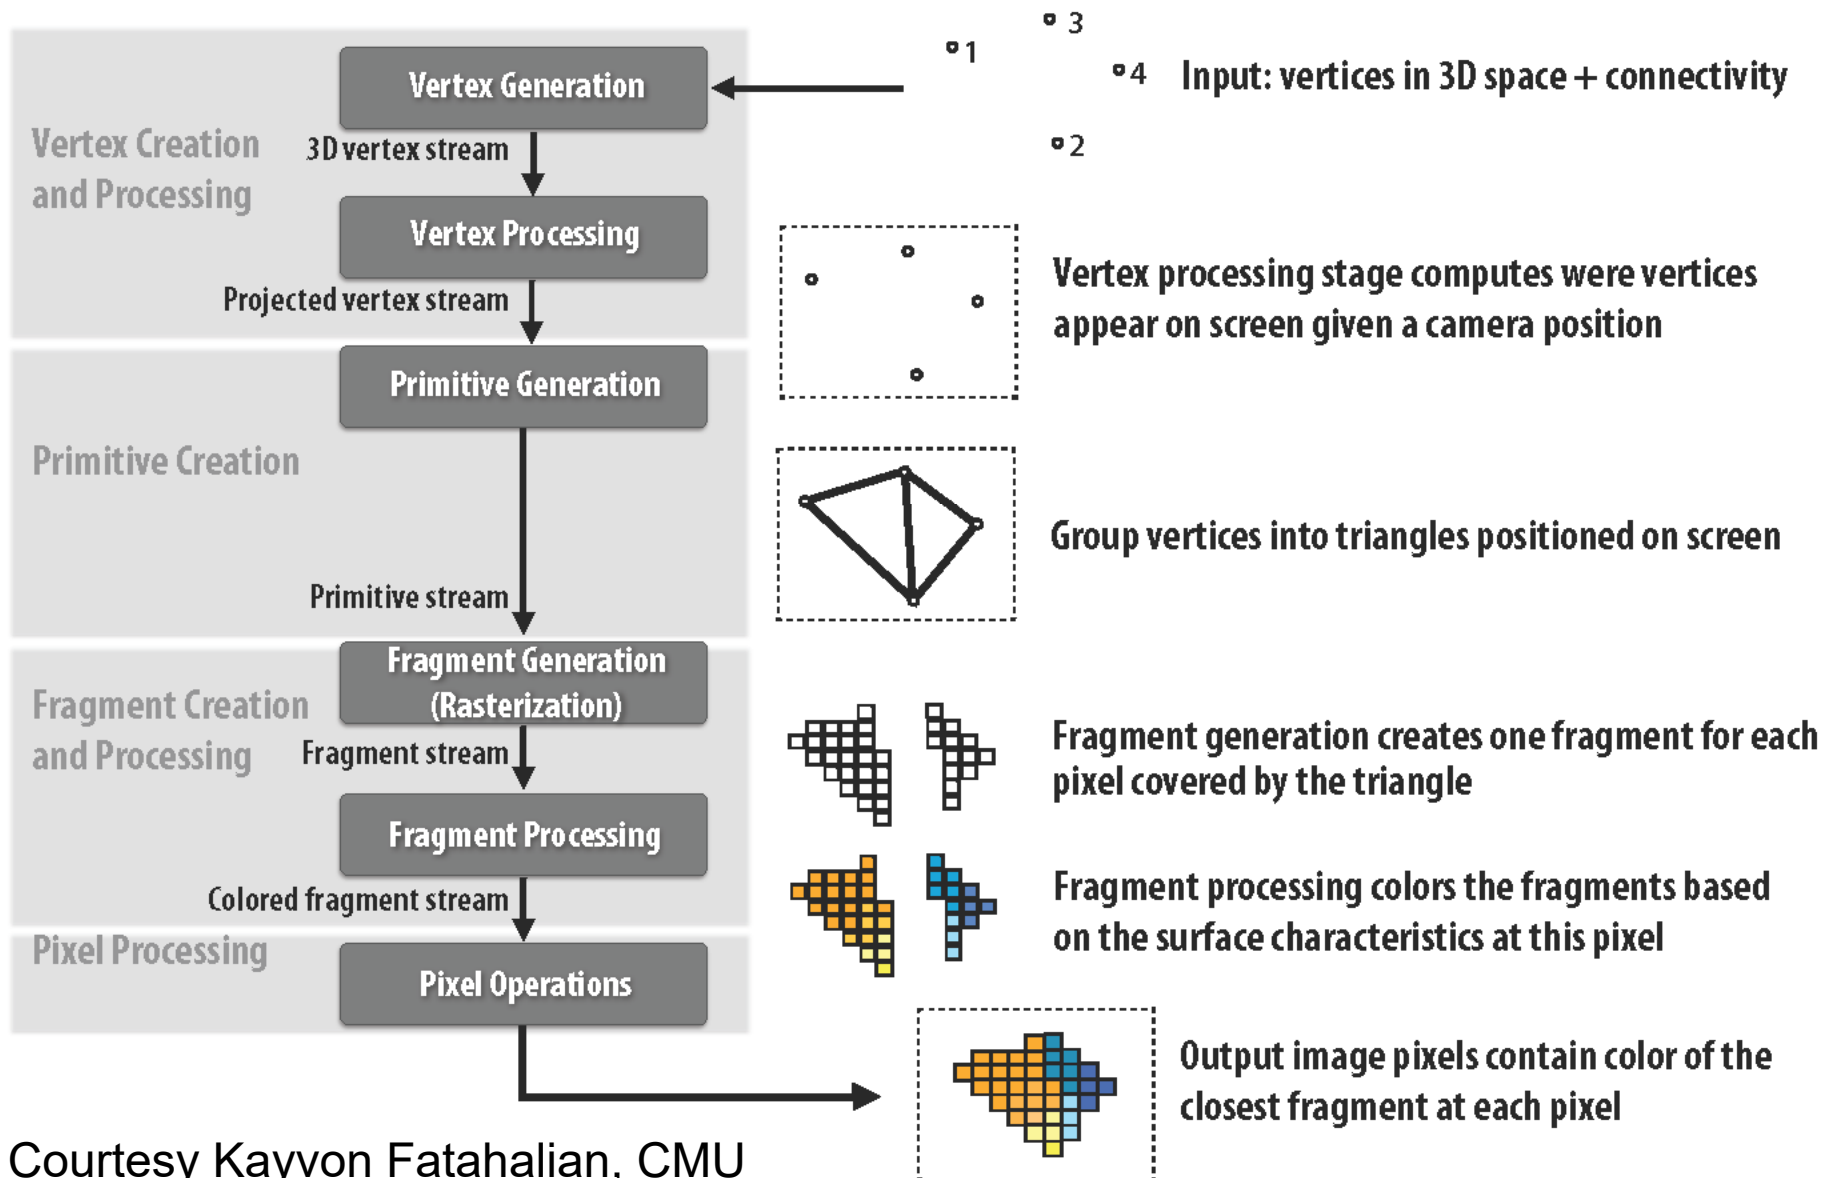 3
1
4
2
Input: vertices in 3D space + connectivity
Vertex Generation
Vertex Creation
and Processing
3D vertex stream
Vertex Processing
Projected vertex stream
Vertex processing stage computes were vertices
appear on screen given a camera position
Primitive Generation
Primitive Creation
Group vertices into triangles positioned on screen
Primitive stream
Fragment Generation
(Rasterization)
Fragment Creation
and Processing
Fragment stream
Fragment generation creates one fragment for each
pixel covered by the triangle
Fragment Processing
Colored fragment stream
Fragment processing colors the fragments based
on the surface characteristics at this pixel
Pixel Processing
Pixel Operations
Output image pixels contain color of the
closest fragment at each pixel
Courtesy Kayvon Fatahalian, CMU